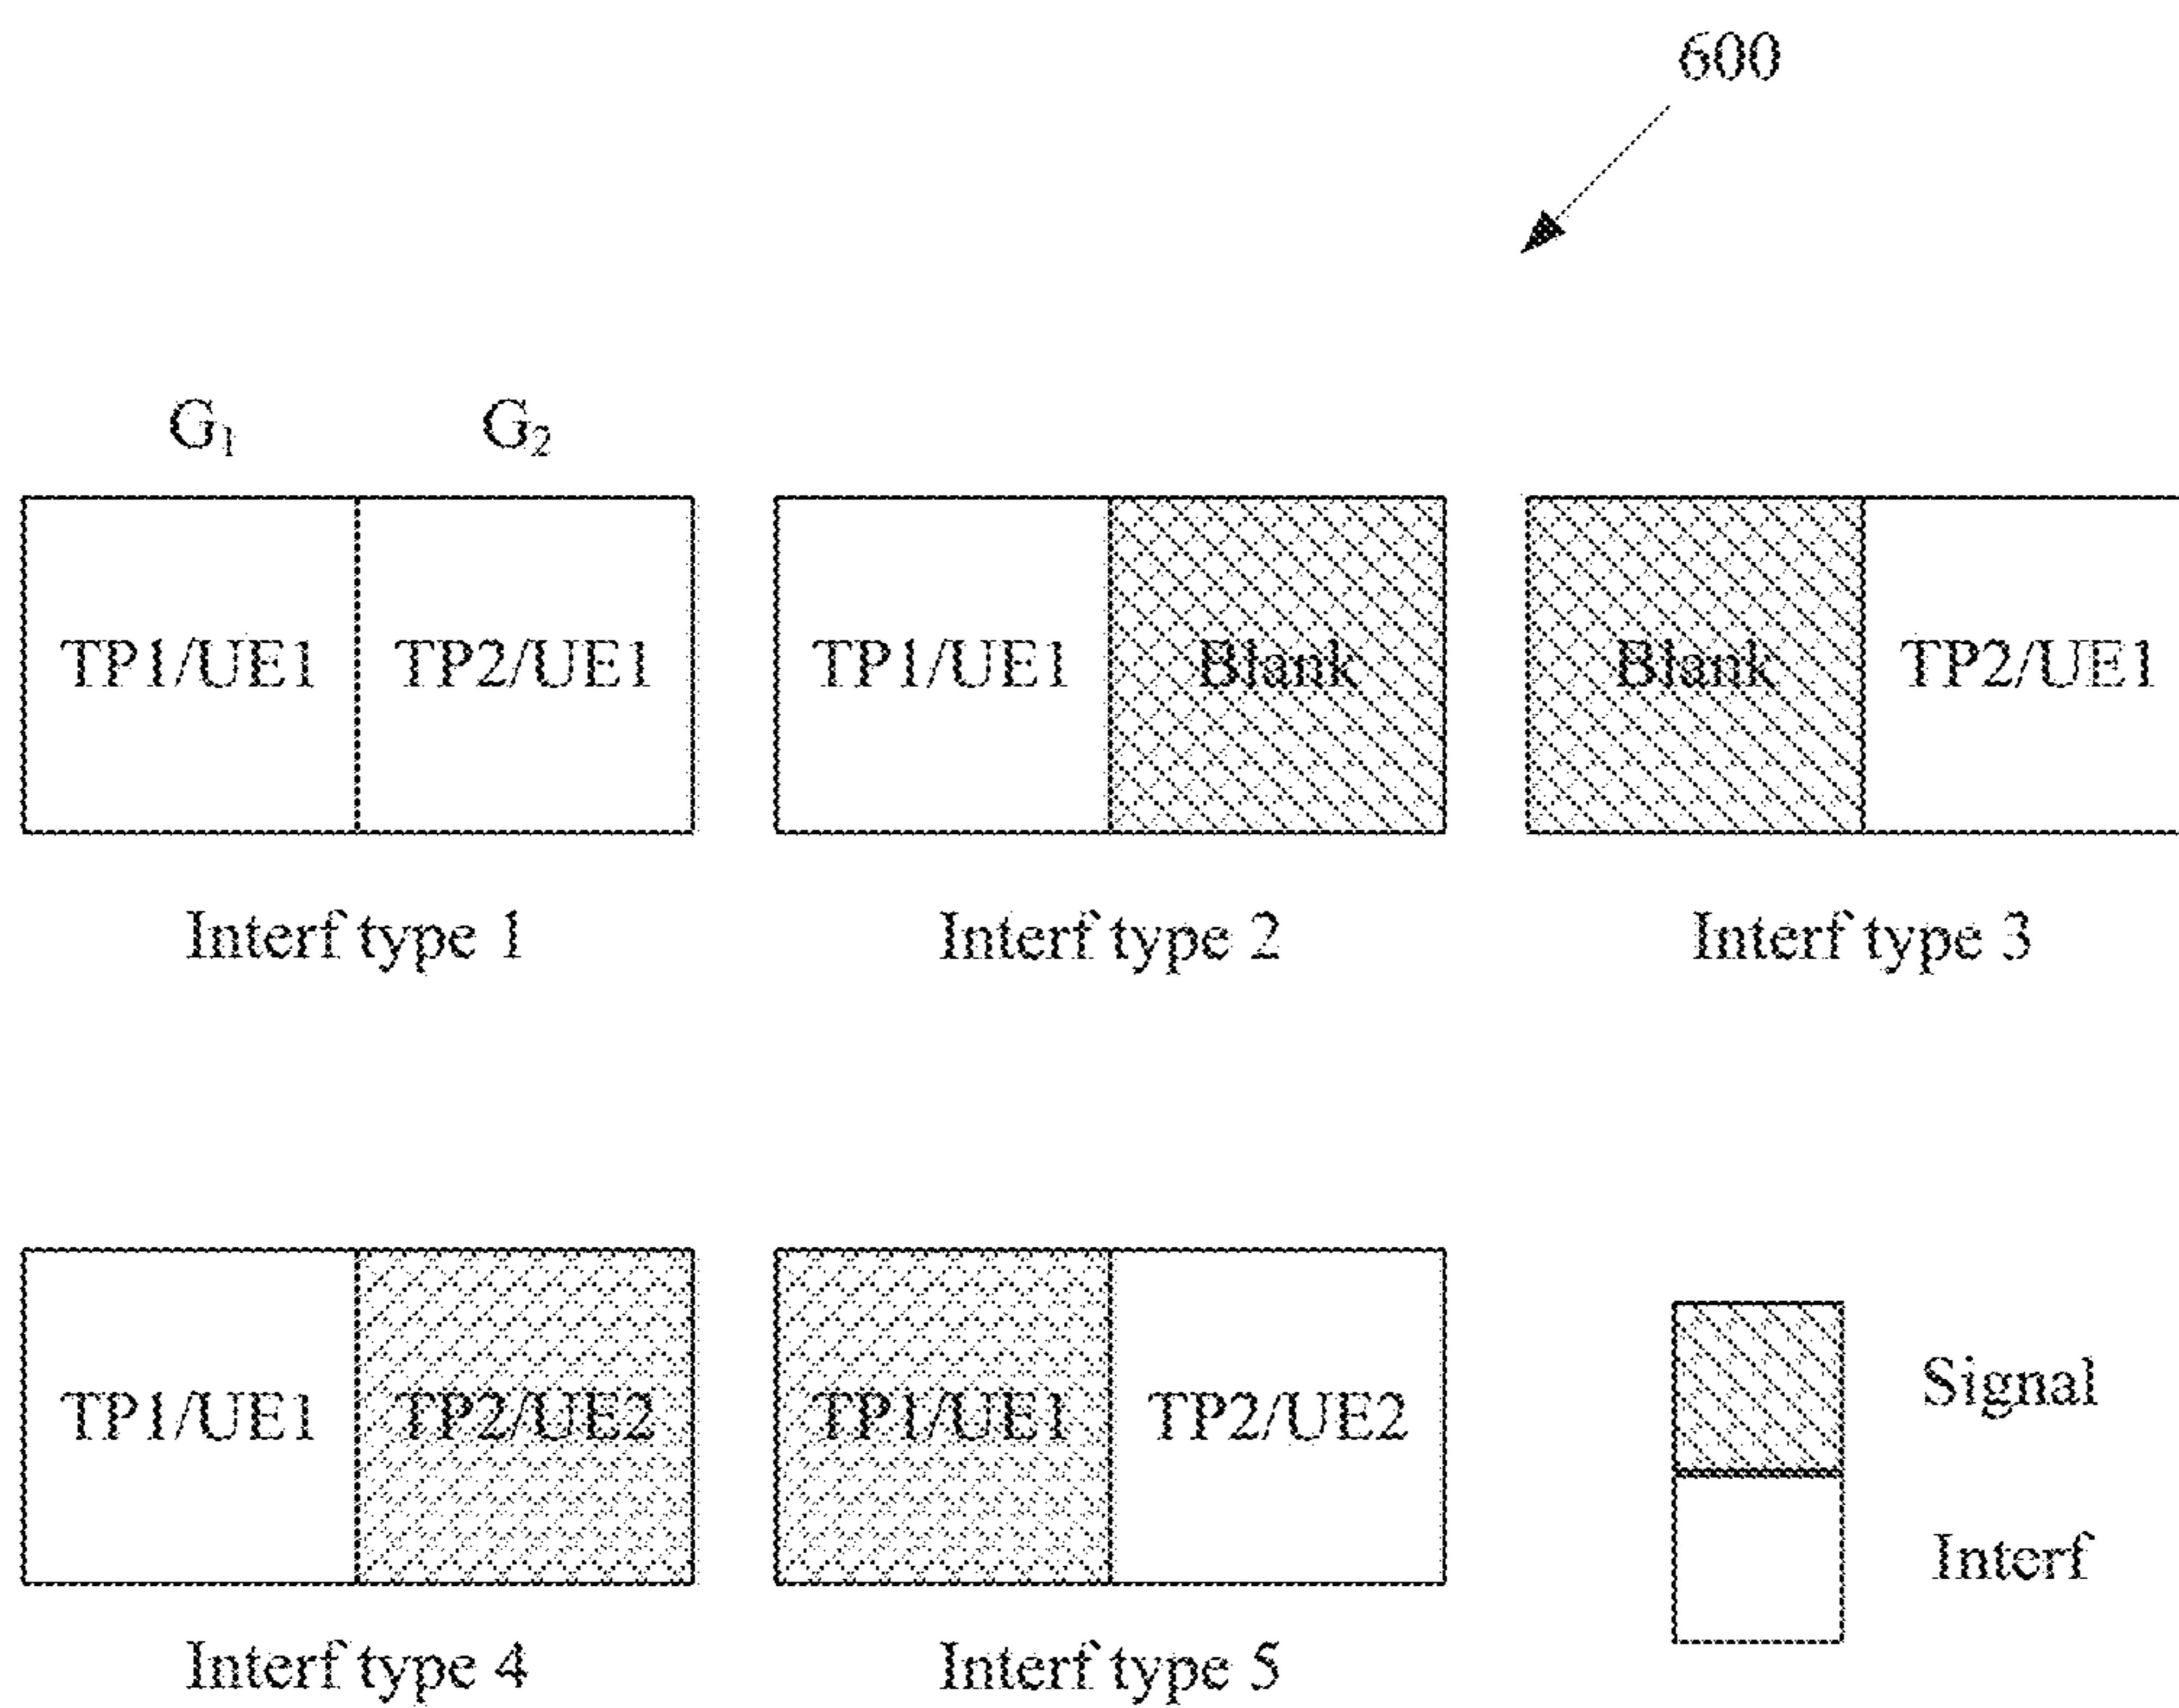 600
G₁ G₂
TP1/UE1 TP2/UE1 TP1/UE1 Blank Blank TP2/UE1
Interf type 1 Interf type 2 Interf type 3
TP1/UE1 TP2/UE2 TP1/UE1 TP2/UE2 Signal
Interf
Interf type 4 Interf type 5